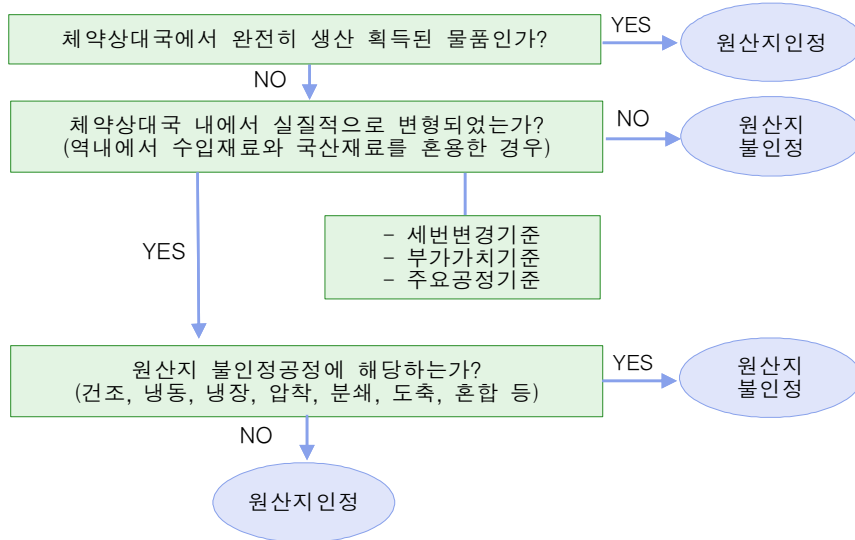 체약상대국에서 완전히 생산 획득된 물품인가?
YES
원산지인정
NO
체약상대국 내에서 실질적으로 변형되었는가?
(역내에서 수입재료와 국산재료를 혼용한 경우)
NO
원산지
불인정
YES
- 세번변경기준
- 부가가치기준
- 주요공정기준
원산지 불인정공정에 해당하는가?
(건조, 냉동, 냉장, 압착, 분쇄, 도축, 혼합 등)
YES
원산지
불인정
NO
원산지인정